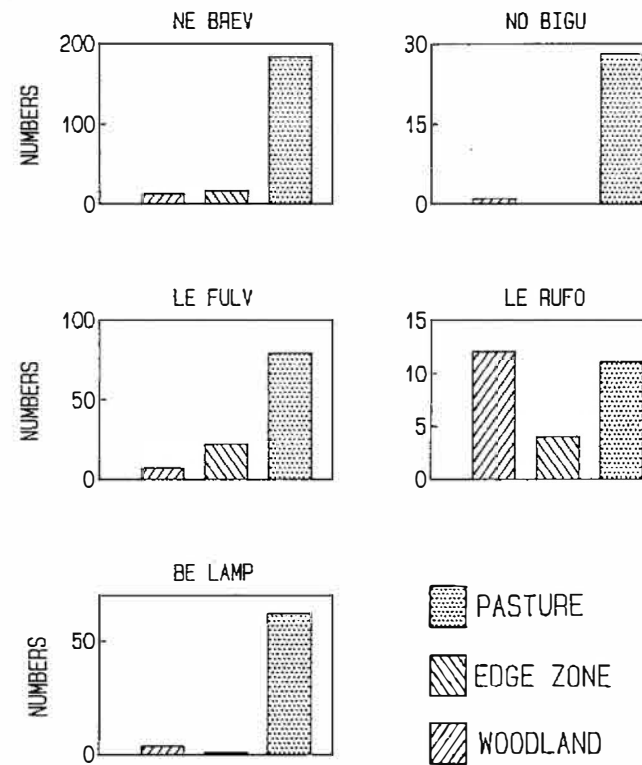 NE BREV
NUMBERS
200
100
0
NO BIGU
30
15
0
LE FULV
NUMBERS
100
50
0
LE RUFO
15
10
5
0
BE LAMP
NUMBERS
50
0
PASTURE
EDGE ZONE
WOODLAND